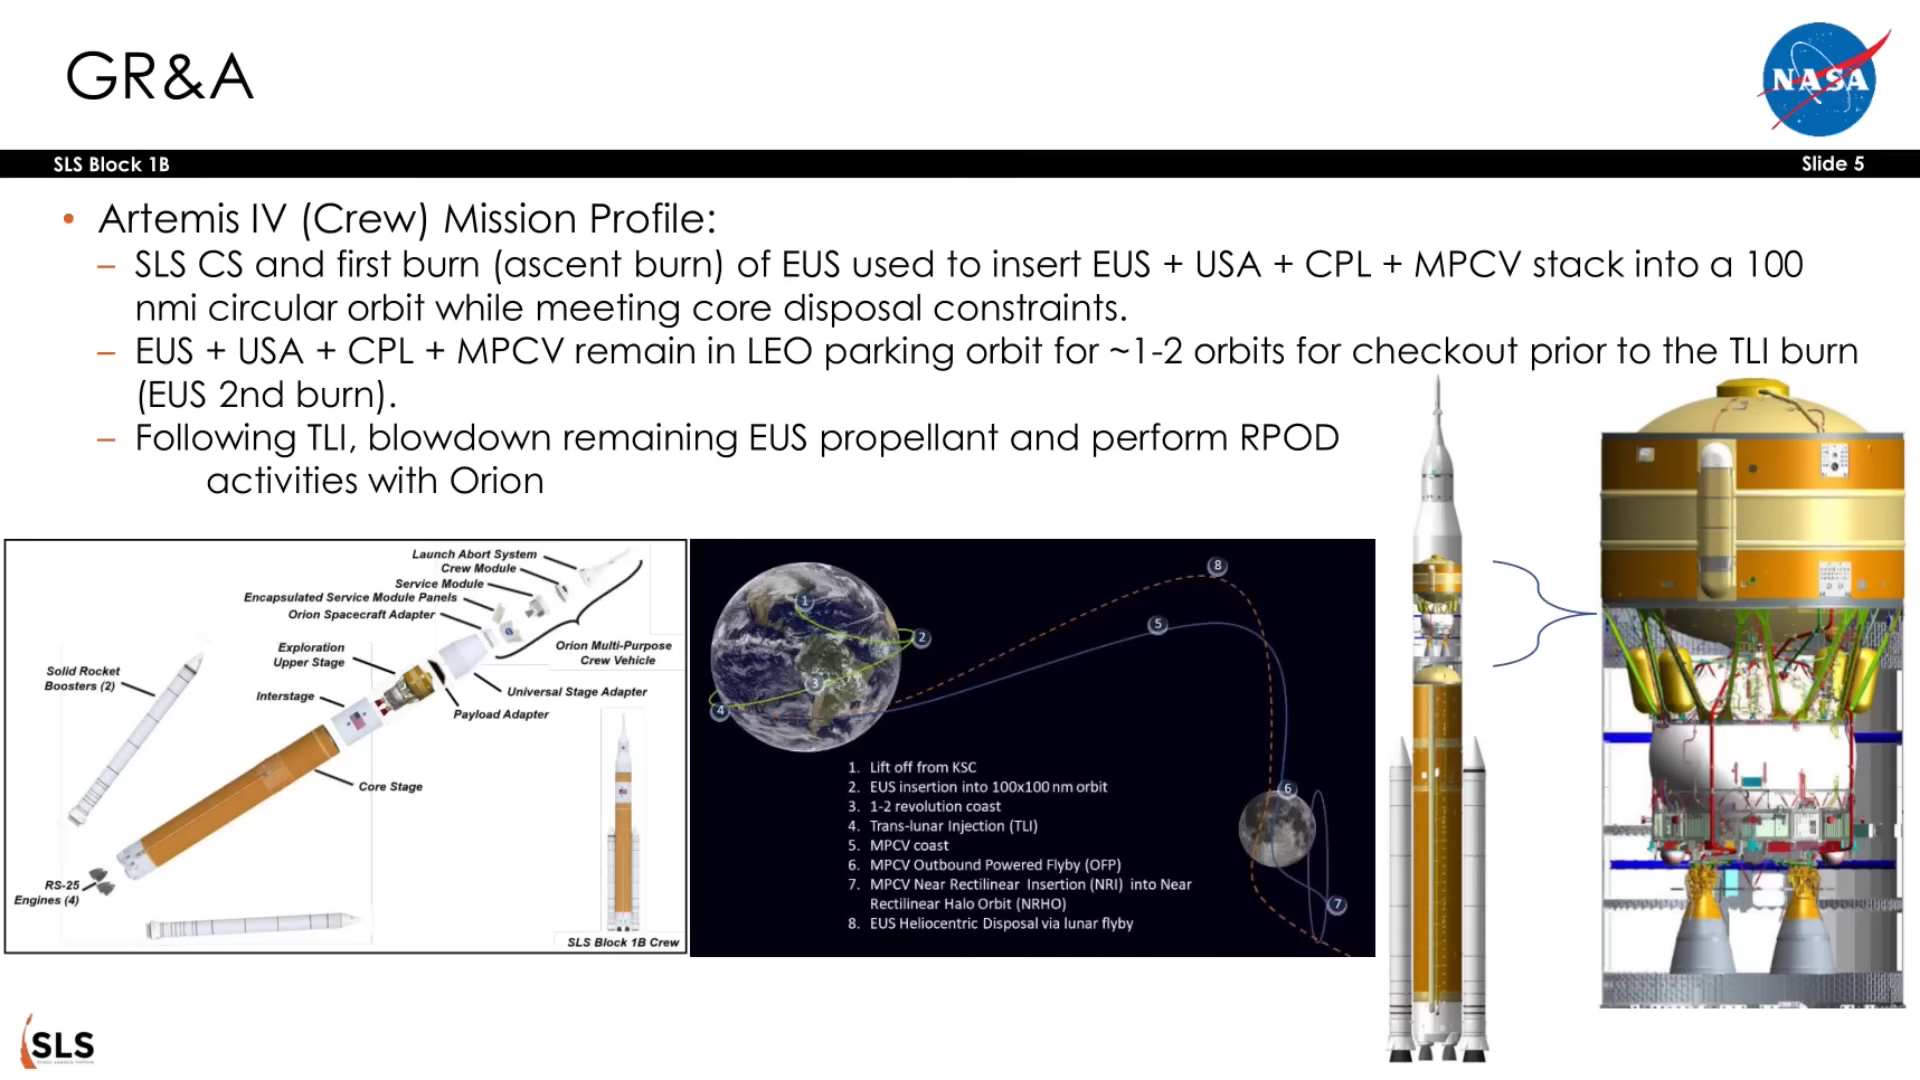 GR&A
NASA
SLS Block 1B
Slide 5
• Artemis IV (Crew) Mission Profile:
– SLS CS and first burn (ascent burn) of EUS used to insert EUS + USA + CPL + MPCV stack into a 100
nmi circular orbit while meeting core disposal constraints.
– EUS + USA + CPL + MPCV remain in LEO parking orbit for ~1-2 orbits for checkout prior to the TLI burn
(EUS 2nd burn).
– Following TLI, blowdown remaining EUS propellant and perform RPOD
activities with Orion
Launch Abort System
Crew Module
Service Module
Encapsulated Service Module Panels
Orion Spacecraft Adapter
Exploration
Upper Stage
Orion Multi-Purpose
Crew Vehicle
Solid Rocket
Boosters (2)
Interstage
Universal Stage Adapter
Payload Adapter
Core Stage
RS-25
Engines (4)
SLS Block 1B Crew
1
2
3
4
5
6
7
8
1. Lift off from KSC
2. EUS insertion into 100x100 nm orbit
3. 1-2 revolution coast
4. Trans-lunar Injection (TLI)
5. MPCV coast
6. MPCV Outbound Powered Flyby (OFP)
7. MPCV Near Rectilinear Insertion (NRI) into Near
Rectilinear Halo Orbit (NRHO)
8. EUS Heliocentric Disposal via lunar flyby
SLS